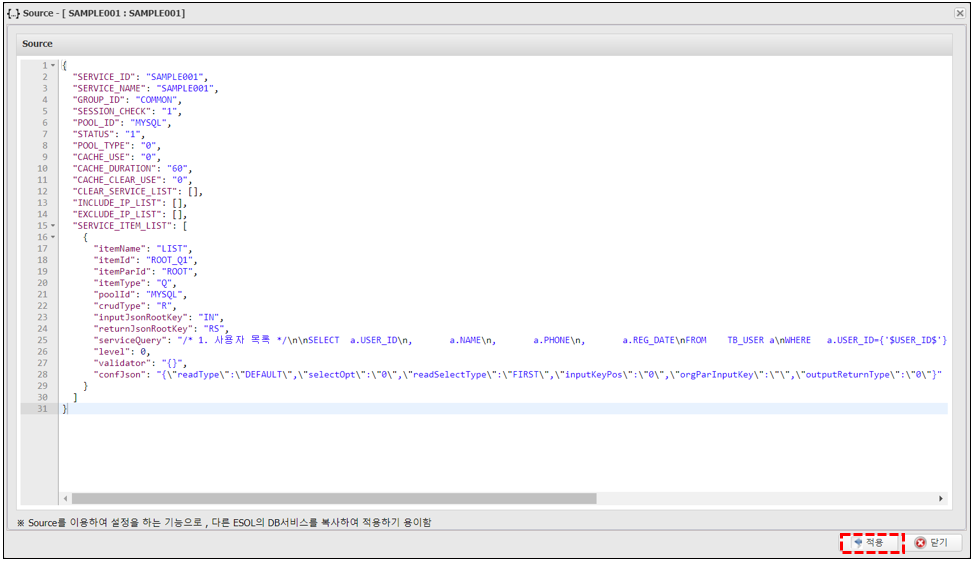 {..} Source - [ SAMPLE001 : SAMPLE001]
Source
1 {
2 "SERVICE_ID": "SAMPLE001",
3 "SERVICE_NAME": "SAMPLE001",
4 "GROUP_ID": "COMMON",
5 "SESSION_CHECK": "1",
6 "POOL_ID": "MYSQL",
7 "STATUS": "1",
8 "POOL_TYPE": "0",
9 "CACHE_USE": "0",
10 "CACHE_DURATION": "60",
11 "CACHE_CLEAR_USE": "0",
12 "CLEAR_SERVICE_LIST": [],
13 "INCLUDE_IP_LIST": [],
14 "EXCLUDE_IP_LIST": [],
15 "SERVICE_ITEM_LIST": [
16 {
17 "itemName": "LIST",
18 "itemId": "ROOT_Q1",
19 "itemParId": "ROOT",
20 "itemType": "Q",
21 "poolId": "MYSQL",
22 "crudType": "R",
23 "inputJsonRootKey": "IN",
24 "returnJsonRootKey": "RS",
25 "serviceQuery": "/* 1. 사용자 목록 */\n\nSELECT a.USER_ID\n, a.NAME\n, a.PHONE\n, a.REG_DATE\nFROM TB_USER a\nWHERE a.USER_ID={'$USER_ID$'}
26 "level": 0,
27 "validator": "{}",
28 "confJson": "{\"readType\":\"DEFAULT\",\"selectOpt\":\"0\",\"readSelectType\":\"FIRST\",\"inputKeyPos\":\"0\",\"orgParInputKey\":\"\",\"outputReturnType\":\"0\"}"
29 }
30 ]
31 }
※ Source를 이용하여 설정을 하는 기능으로 , 다른 ESOL의 DB서비스를 복사하여 적용하기 용이함
적용 닫기